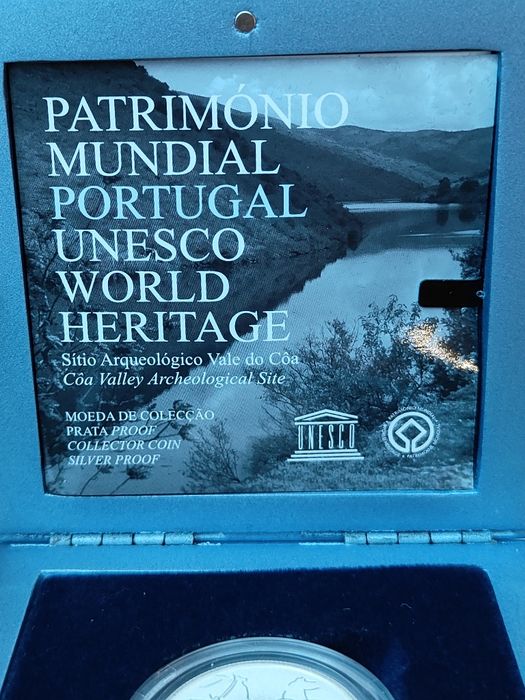 PATRIMÓNIO
MUNDIAL
PORTUGAL
UNESCO
WORLD
HERITAGE
Sítio Arqueológico Vale do Côa
Côa Valley Archeological Site
MOEDA DE COLECÇÃO
PRATA PROOF
COLLECTOR COIN
SILVER PROOF
UNESCO